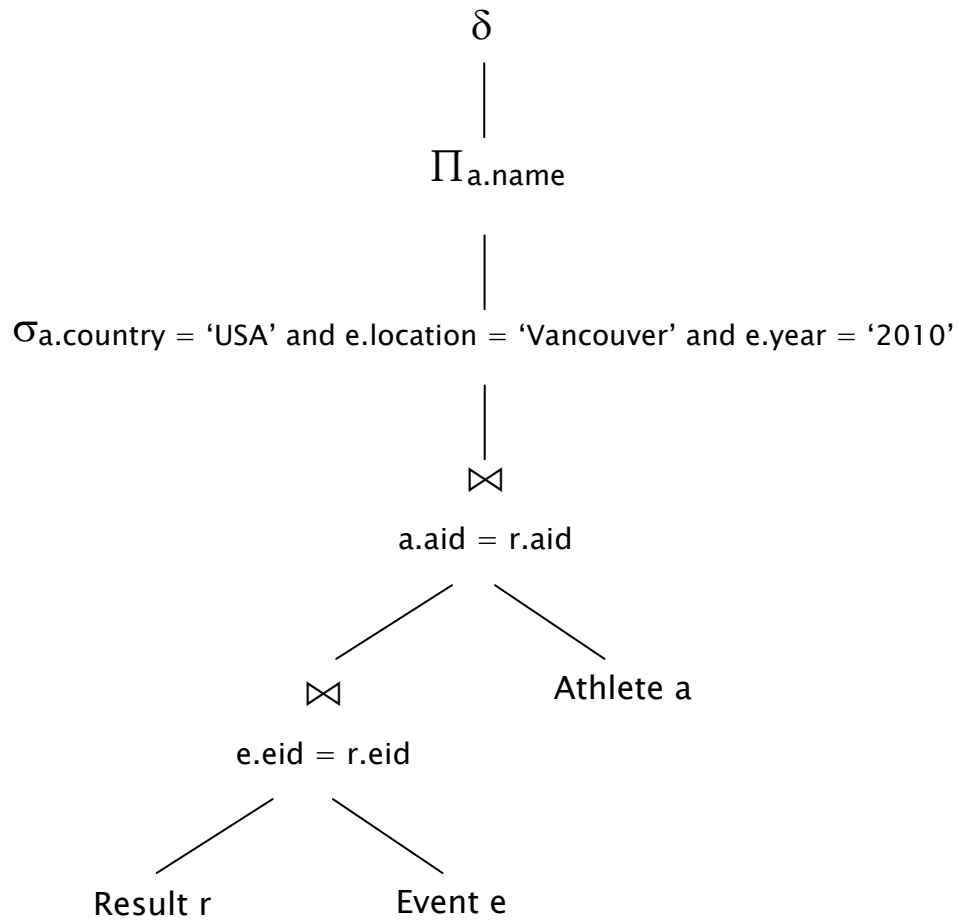 δ
Πa.name
σa.country = ‘USA’ and e.location = ‘Vancouver’ and e.year = ‘2010’
⋈
a.aid = r.aid
⋈ Athlete a
e.eid = r.eid
Result r Event e